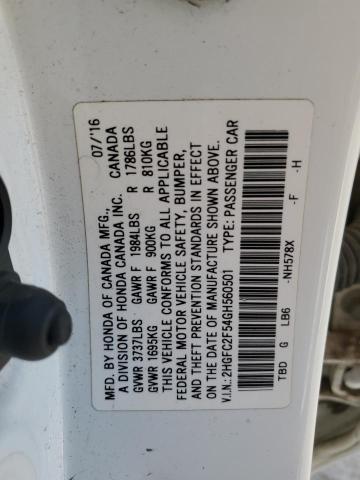 MFD. BY HONDA OF CANADA MFG., 07/'16
A DIVISION OF HONDA CANADA INC. CANADA
GVWR 3737LBS GAWR F 1984LBS R 1786LBS
GVWR 1695KG GAWR F 900KG R 810KG
THIS VEHICLE CONFORMS TO ALL APPLICABLE
FEDERAL MOTOR VEHICLE SAFETY, BUMPER,
AND THEFT PREVENTION STANDARDS IN EFFECT
ON THE DATE OF MANUFACTURE SHOWN ABOVE.
V.I.N.: 2HGFC2F54GH560501 TYPE: PASSENGER CAR
TBD G LB6 -NH578X -F -H